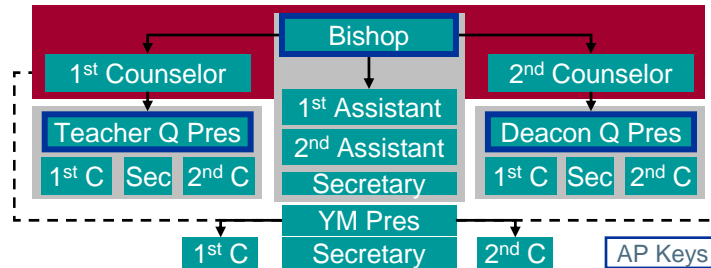 Bishop
1st Counselor
2nd Counselor
1st Assistant
Teacher Q Pres
Deacon Q Pres
2nd Assistant
1st C
Sec
2nd C
1st C
Sec
2nd C
Secretary
YM Pres
1st C
Secretary
2nd C
AP Keys